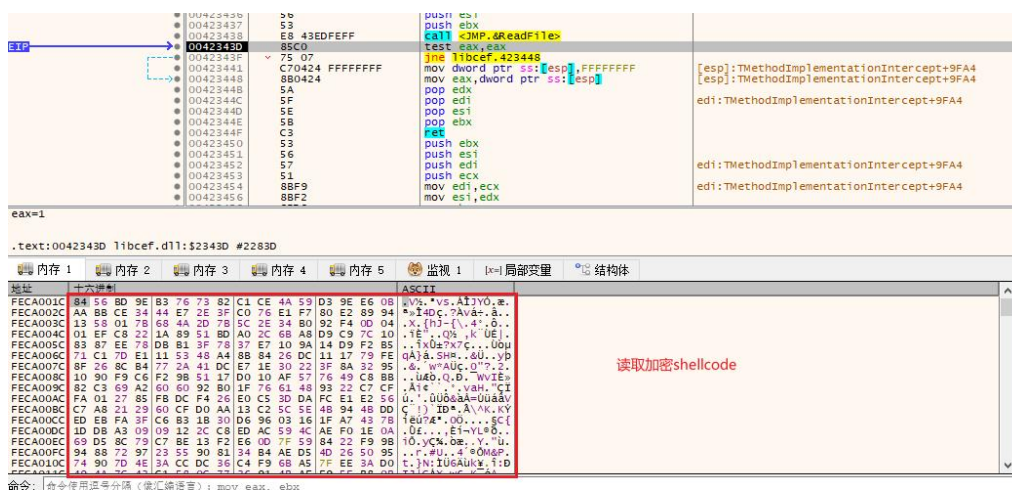 00423436 56 push esi
00423437 53 push ebx
00423438 E8 43EDFEFF call <JMP.&ReadFile>
EIP 0042343D 85C0 test eax,eax
0042343F 75 07 jne libcef.423448
00423441 C70424 FFFFFFFF mov dword ptr ss:[esp],FFFFFFFF [esp]:TMethodImplementationIntercept+9FA4
00423448 8B0424 mov eax,dword ptr ss:[esp] [esp]:TMethodImplementationIntercept+9FA4
0042344B 5A pop edx
0042344C 5F pop edi edi:TMethodImplementationIntercept+9FA4
0042344D 5E pop esi
0042344E 5B pop ebx
0042344F C3 ret
00423450 53 push ebx
00423451 56 push esi
00423452 57 push edi edi:TMethodImplementationIntercept+9FA4
00423453 51 push ecx
00423454 8BF9 mov edi,ecx edi:TMethodImplementationIntercept+9FA4
00423456 8BF2 mov esi,edx
eax=1
.text:0042343D libcef.dll:$2343D #2283D
内存 1 内存 2 内存 3 内存 4 内存 5 监视 1 [x=] 局部变量 结构体
地址 十六进制 ASCII
FECA001C 84 56 BD 9E B3 76 73 82 C1 CE 4A 59 D3 9E E6 0B
FECA002C AA BB CE 34 44 E7 2E 3F C0 76 E1 F7 80 E2 89 94
FECA003C 13 58 01 7B 68 4A 2D 7B 5C 2E 34 B0 92 F4 0D 04
FECA004C 01 EF C8 22 1A 89 51 BD A0 2C 6B A8 D9 C9 7C 10
FECA005C 83 87 EE 78 DB B1 3F 78 37 E7 10 9A 14 D9 F2 B5
FECA006C 71 C1 7D E1 11 53 48 A4 8B 84 26 DC 11 17 79 FE
FECA007C 8F 26 8C B4 77 2A 41 DC E7 1E 30 22 3F 8A 32 95
FECA008C 10 90 F9 C6 F2 9B 51 17 D0 10 AF 57 76 49 C8 BB
FECA009C 82 C3 69 A2 60 60 92 B0 1F 76 61 48 93 22 C7 CF
FECA00AC FA 01 27 85 FB DC F4 26 E0 C5 3D DA FC E1 E2 56
FECA00BC C7 A8 21 29 60 CF D0 AA 13 C2 5C 5E 4B 94 4B DD
FECA00CC ED EB FA 3F C6 B3 1B 30 D6 96 03 16 1F A7 43 7B
FECA00DC 1D DB A3 09 09 12 2C C8 ED AC 59 4C AE F0 1E 0A
FECA00EC 69 D5 8C 79 C7 BE 13 F2 E6 0D 7F 59 84 22 F9 9B
FECA00FC 94 88 72 97 23 55 90 81 34 B4 AE D5 4D 26 50 95
FECA010C 74 90 7D 4E 3A CC DC 36 C4 F9 6B A5 7F EE 3A D0
读取加密shellcode
命令: 命令使用逗号分隔（像汇编语言）: mov eax, ebx